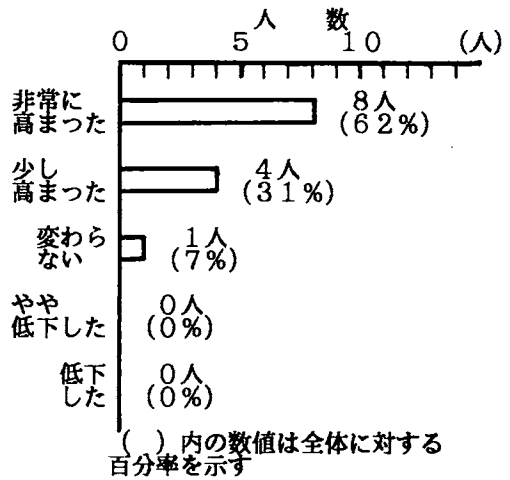 人 数
0 5 10 (人)
非常に
高まつた
8人
(62%)
少し
高まつた
4人
(31%)
変わら
ない
1人
(7%)
やや
低下した
0人
(0%)
低下
した
0人
(0%)
( )内の数値は全体に対する
百分率を示す